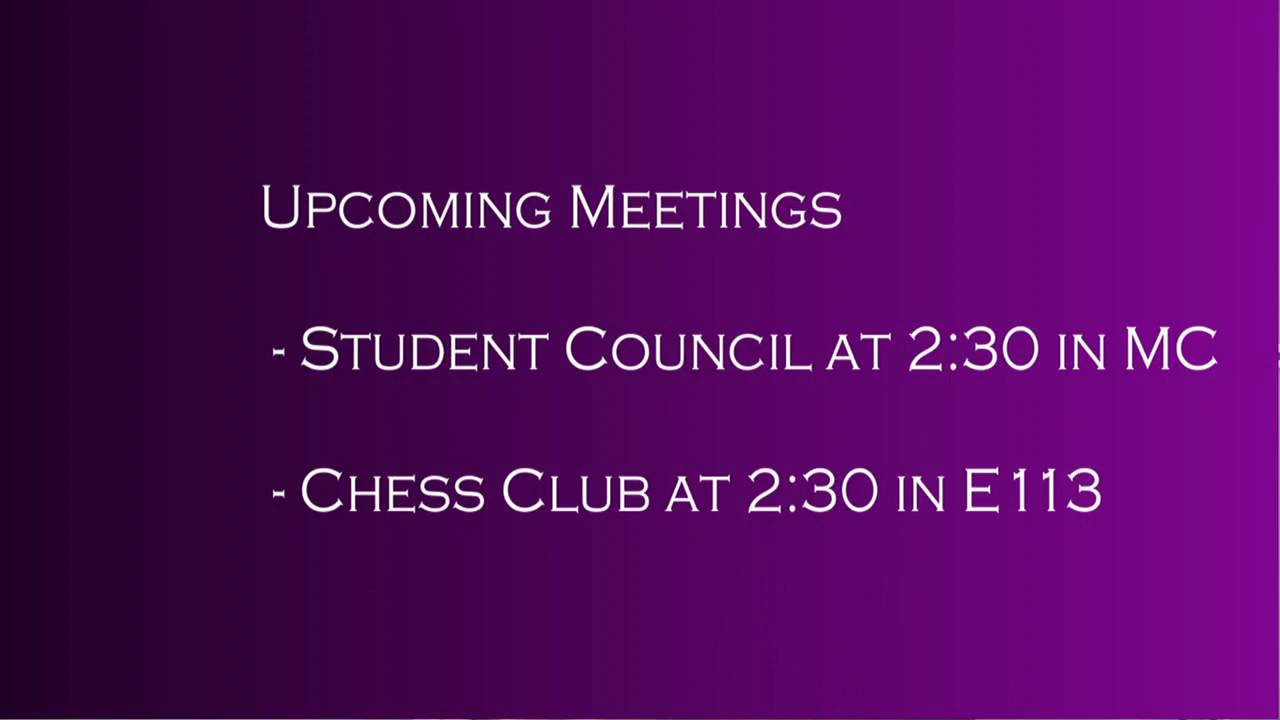 Upcoming Meetings
- Student Council at 2:30 in MC
- Chess Club at 2:30 in E113